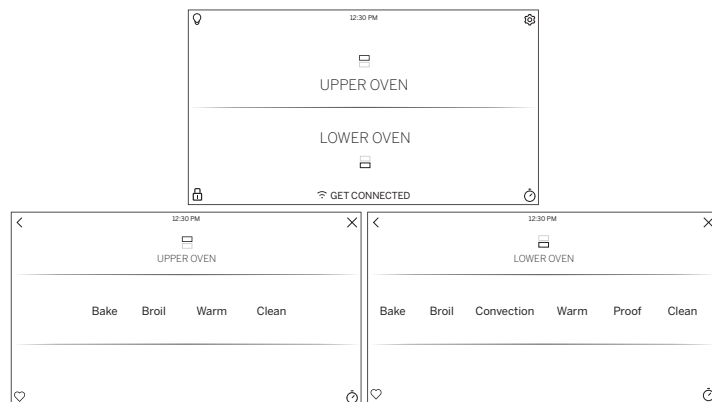 12:30 PM
UPPER OVEN
LOWER OVEN
GET CONNECTED
12:30 PM
UPPER OVEN
Bake Broil Warm Clean
12:30 PM
LOWER OVEN
Bake Broil Convection Warm Proof Clean